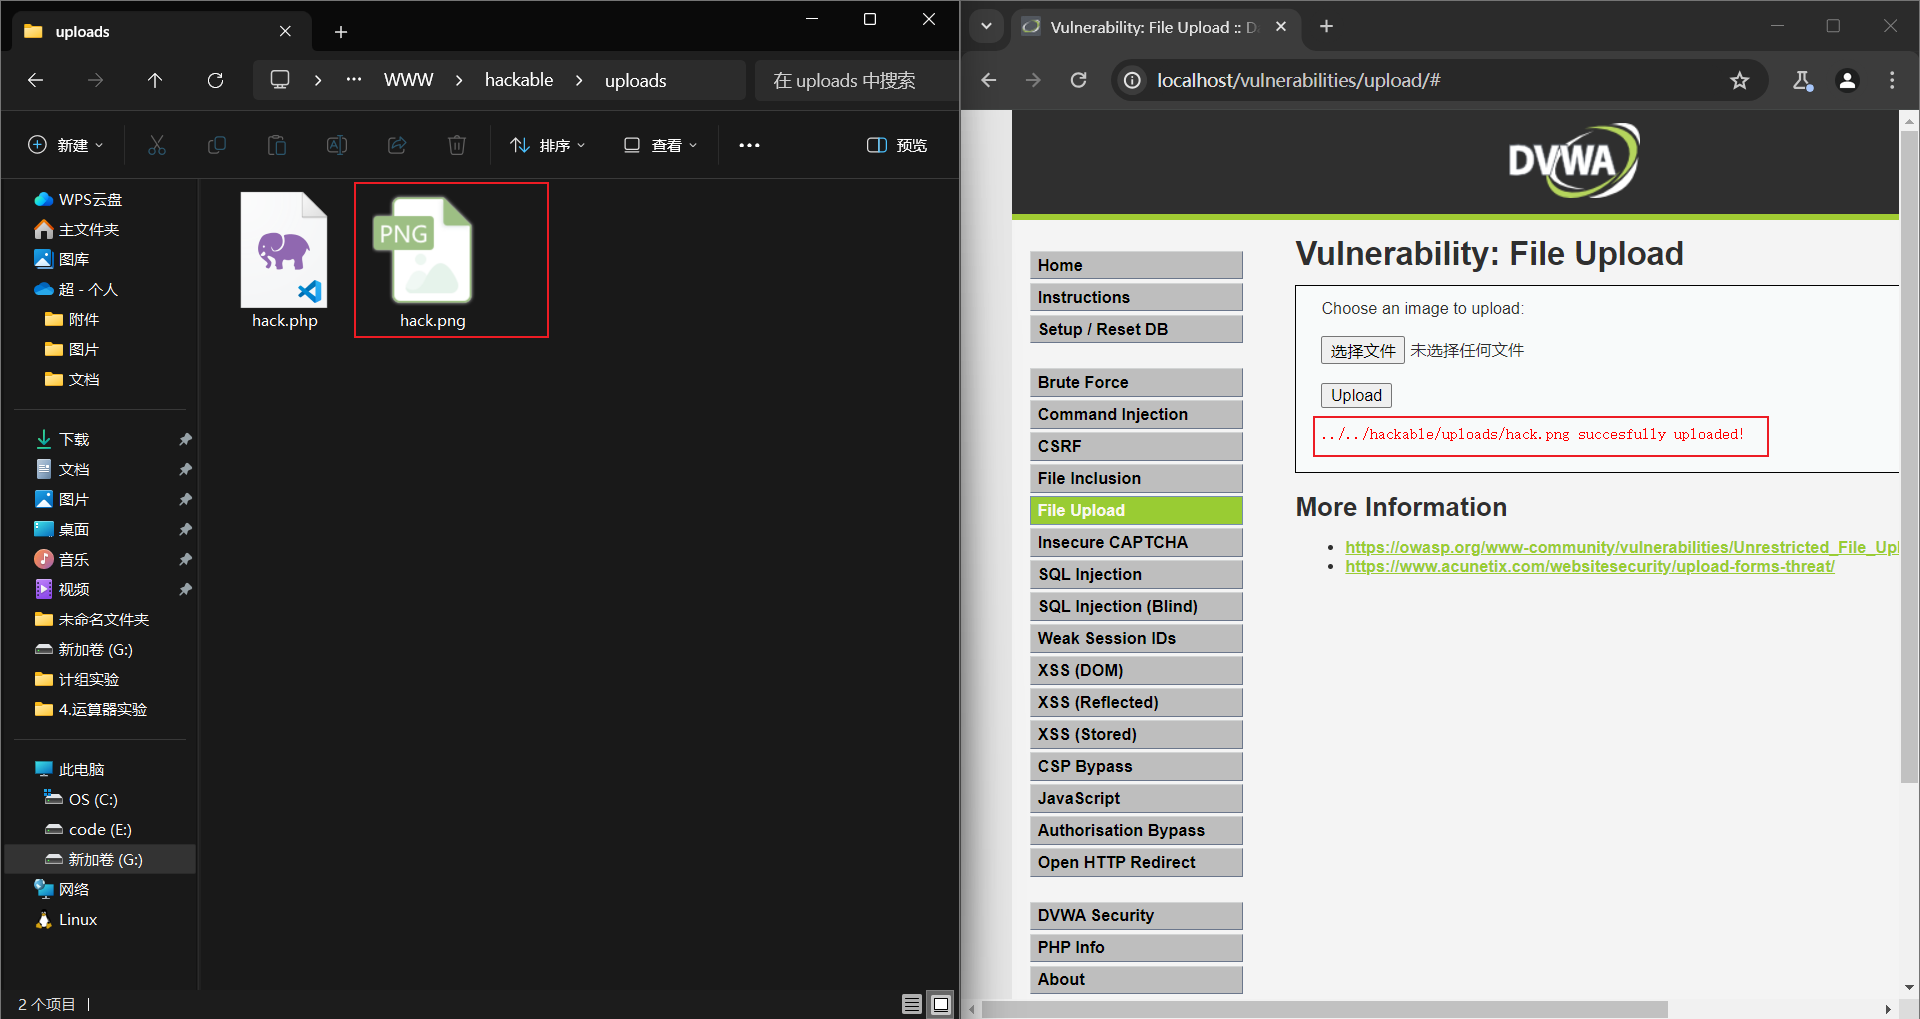 uploads
WWW
hackable
uploads
在 uploads 中搜索
新建
排序
查看
预览
WPS云盘
主文件夹
图库
超 - 个人
附件
图片
文档
下载
文档
图片
桌面
音乐
视频
未命名文件夹
新加卷 (G:)
计组实验
4.运算器实验
此电脑
OS (C:)
code (E:)
新加卷 (G:)
网络
Linux
hack.php
PNG
hack.png
2 个项目
Vulnerability: File Upload :: D
localhost/vulnerabilities/upload/#
DVWA
Home
Instructions
Setup / Reset DB
Brute Force
Command Injection
CSRF
File Inclusion
File Upload
Insecure CAPTCHA
SQL Injection
SQL Injection (Blind)
Weak Session IDs
XSS (DOM)
XSS (Reflected)
XSS (Stored)
CSP Bypass
JavaScript
Authorisation Bypass
Open HTTP Redirect
DVWA Security
PHP Info
About
Vulnerability: File Upload
Choose an image to upload:
选择文件 未选择任何文件
Upload
../../hackable/uploads/hack.png succesfully uploaded!
More Information
https://owasp.org/www-community/vulnerabilities/Unrestricted_File_Upl
https://www.acunetix.com/websitesecurity/upload-forms-threat/